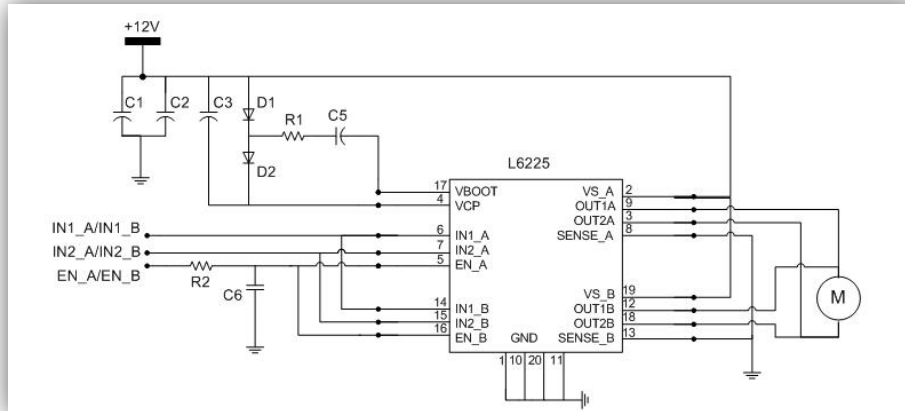 +12V
C1
C2
C3
D1
D2
R1
C5
L6225
17 VBOOT
4 VCP
6 IN1_A
7 IN2_A
5 EN_A
14 IN1_B
15 IN2_B
16 EN_B
VS_A 2
OUT1A 9
OUT2A 3
SENSE_A 8
VS_B 19
OUT1B 12
OUT2B 18
SENSE_B 13
GND
1 10 20 11
IN1_A/IN1_B
IN2_A/IN2_B
EN_A/EN_B
R2
C6
M